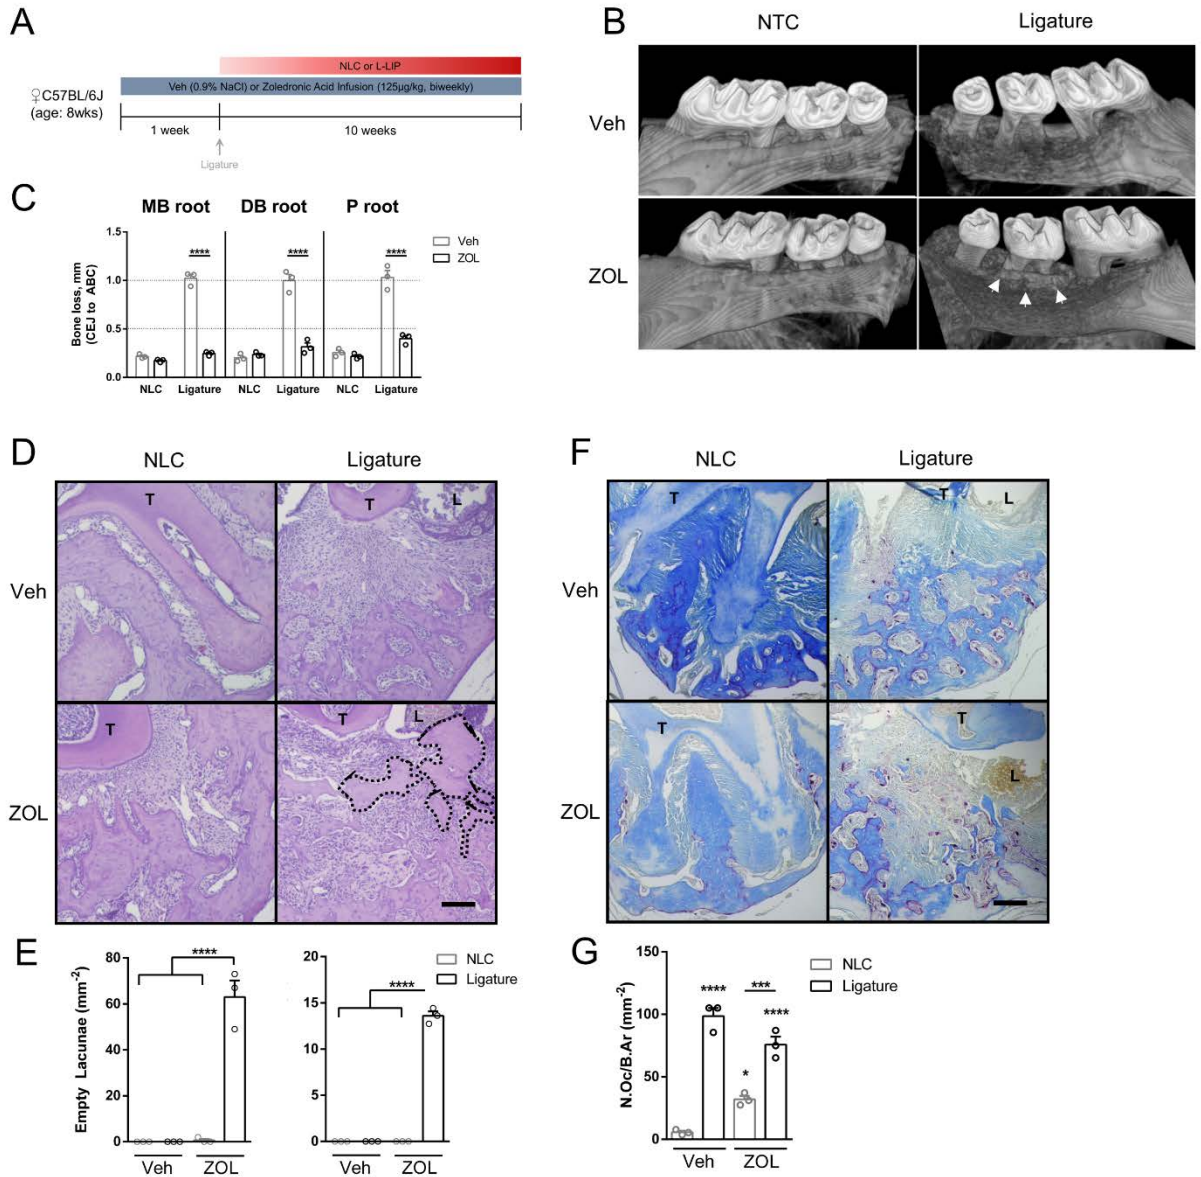 A
NLC or L-LIP
Veh (0.9% NaCl) or Zoledronic Acid Infusion (125µg/kg, biweekly)
♀C57BL/6J
(age: 8wks)
1 week
10 weeks
Ligature
B
NTC
Ligature
Veh
ZOL
C
MB root
DB root
P root
Veh
ZOL
Bone loss, mm
(CEJ to ABC)
1.5
1.0
0.5
0.0
****
****
****
NLC
Ligature
NLC
Ligature
NLC
Ligature
D
NLC
Ligature
Veh
ZOL
T
T
L
T
T
L
E
Empty Lacunae (mm⁻²)
80
60
40
20
0
****
Veh
ZOL
20
15
10
5
0
****
NLC
Ligature
Veh
ZOL
F
NLC
Ligature
Veh
ZOL
T
T
L
T
T
L
G
N.Oc/B.Ar (mm⁻²)
150
100
50
0
NLC
Ligature
****
***
****
*
Veh
ZOL